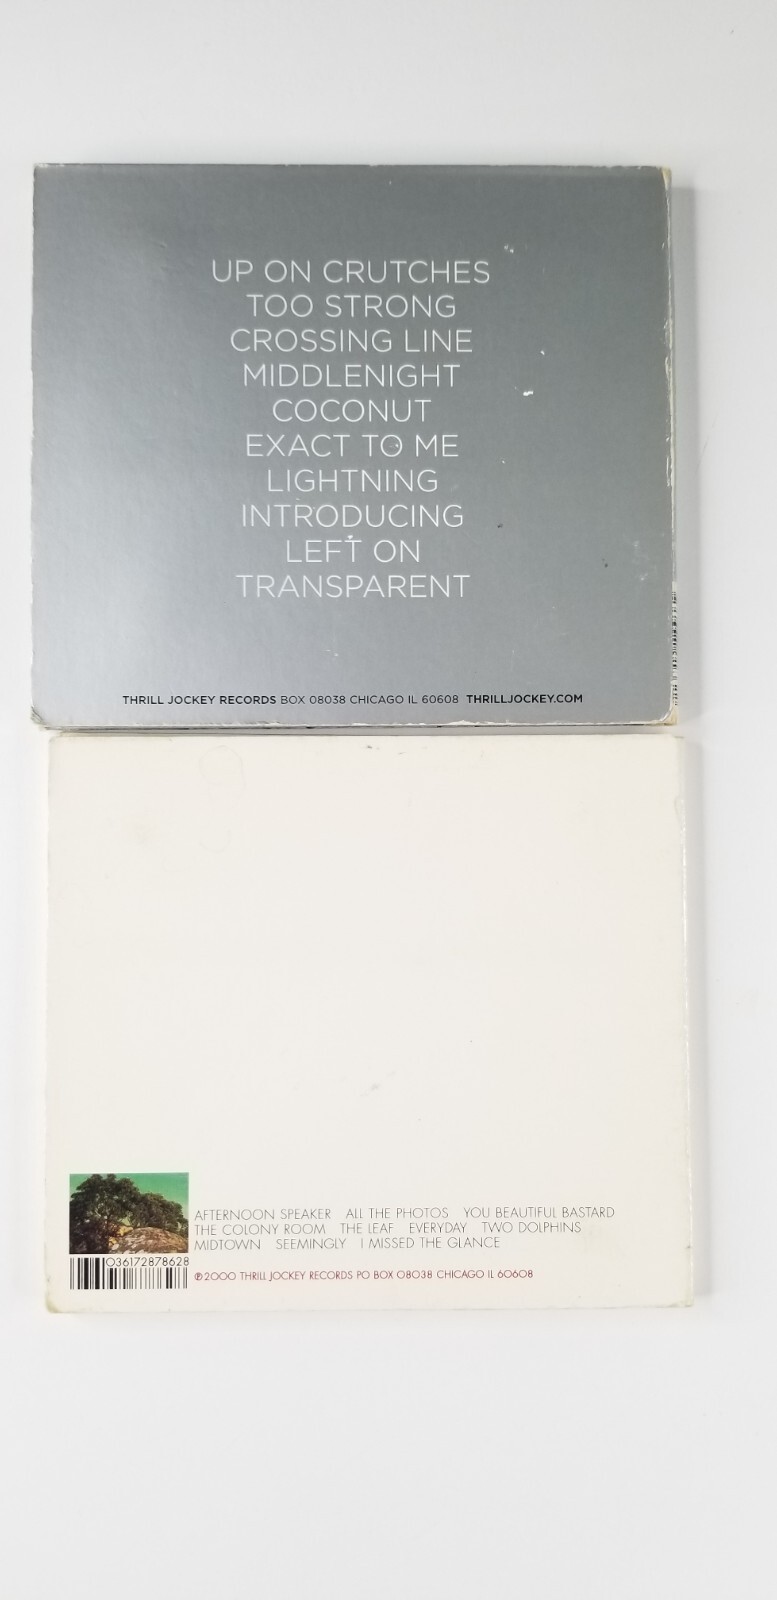 UP ON CRUTCHES
TOO STRONG
CROSSING LINE
MIDDLENIGHT
COCONUT
EXACT TO ME
LIGHTNING
INTRODUCING
LEFT ON
TRANSPARENT
THRILL JOCKEY RECORDS BOX 08038 CHICAGO IL 60608 THRILLJOCKEY.COM
AFTERNOON SPEAKER ALL THE PHOTOS YOU BEAUTIFUL BASTARD
THE COLONY ROOM THE LEAF EVERYDAY TWO DOLPHINS
MIDTOWN SEEMINGLY I MISSED THE GLANCE
036172878628
℗2000 THRILL JOCKEY RECORDS PO BOX 08038 CHICAGO IL 60608